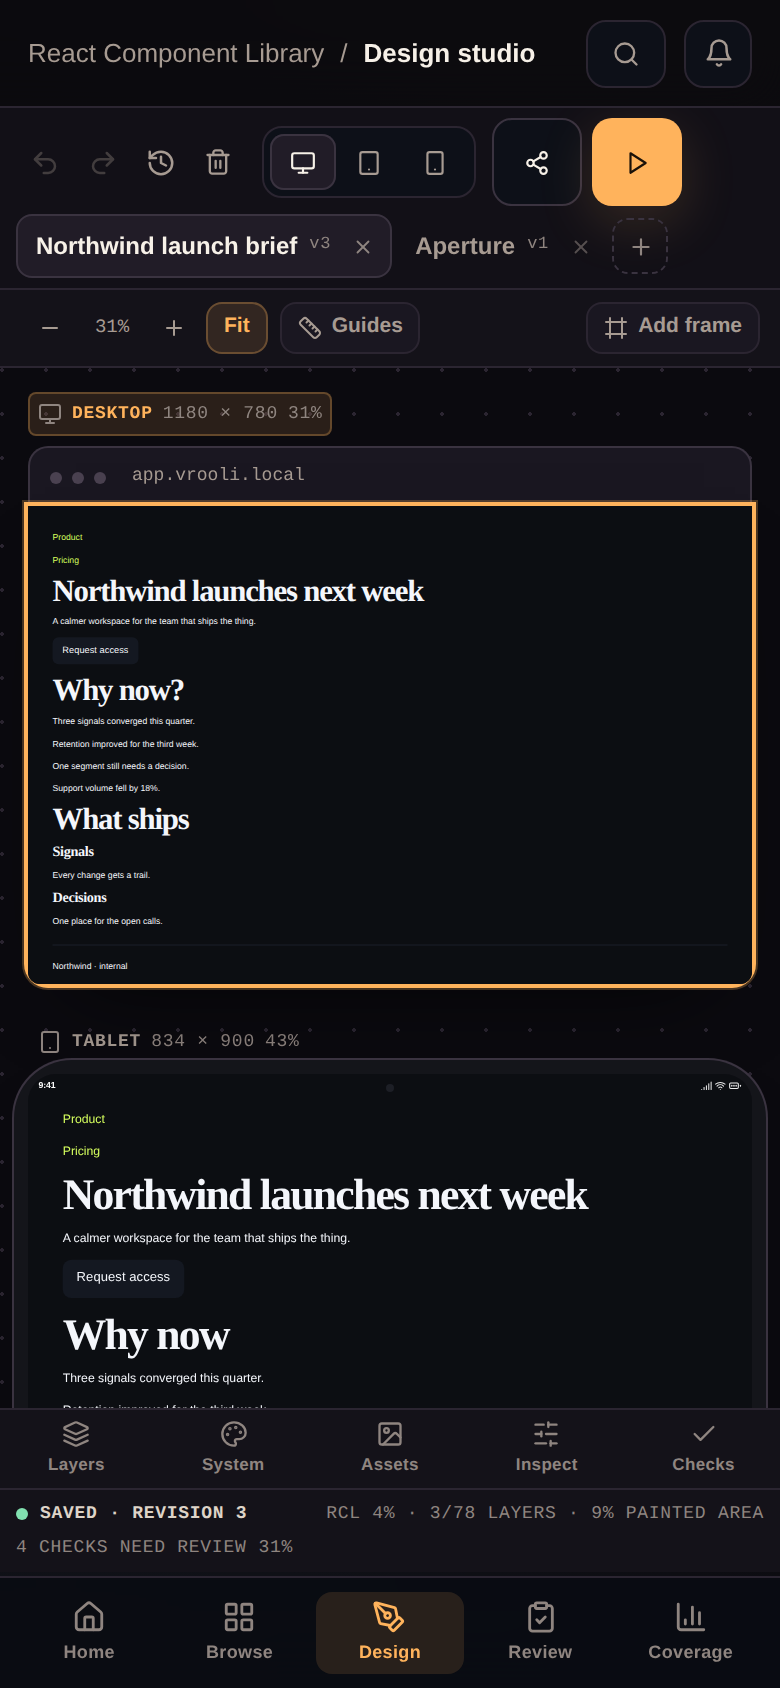 React Component Library / Design studio
Northwind launch brief v3
Aperture v1
31%
Fit
Guides
Add frame
DESKTOP 1180 × 780 31%
app.vrooli.local
Product
Pricing
Northwind launches next week
A calmer workspace for the team that ships the thing.
Request access
Why now?
Three signals converged this quarter.
Retention improved for the third week.
One segment still needs a decision.
Support volume fell by 18%.
What ships
Signals
Every change gets a trail.
Decisions
One place for the open calls.
Northwind · internal
TABLET 834 × 900 43%
9:41
Product
Pricing
Northwind launches next week
A calmer workspace for the team that ships the thing.
Request access
Why now
Three signals converged this quarter.
Retention improved for the third week.
Layers
System
Assets
Inspect
Checks
SAVED · REVISION 3
RCL 4% · 3/78 LAYERS · 9% PAINTED AREA
4 CHECKS NEED REVIEW 31%
Home
Browse
Design
Review
Coverage